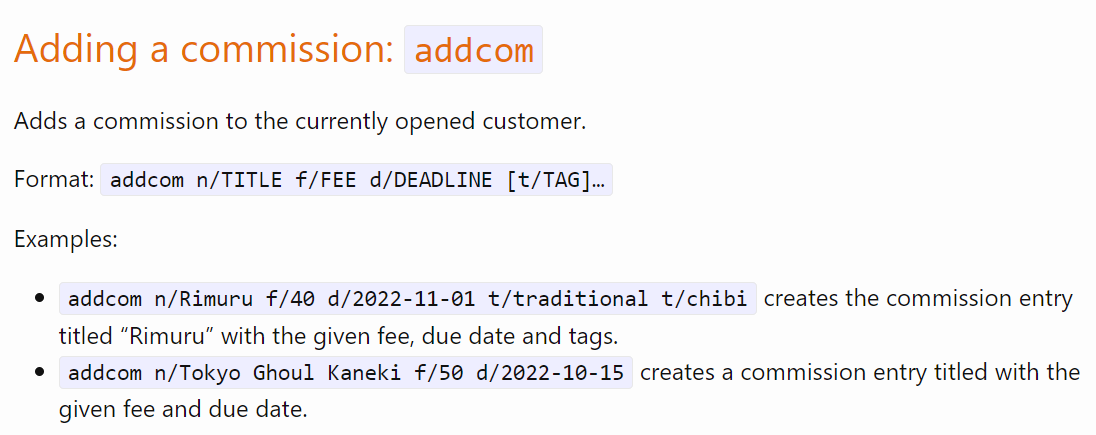 Adding a commission: addcom
Adds a commission to the currently opened customer.
Format: addcom n/TITLE f/FEE d/DEADLINE [t/TAG]…
Examples:
• addcom n/Rimuru f/40 d/2022-11-01 t/traditional t/chibi creates the commission entry
titled “Rimuru” with the given fee, due date and tags.
• addcom n/Tokyo Ghoul Kaneki f/50 d/2022-10-15 creates a commission entry titled with the
given fee and due date.